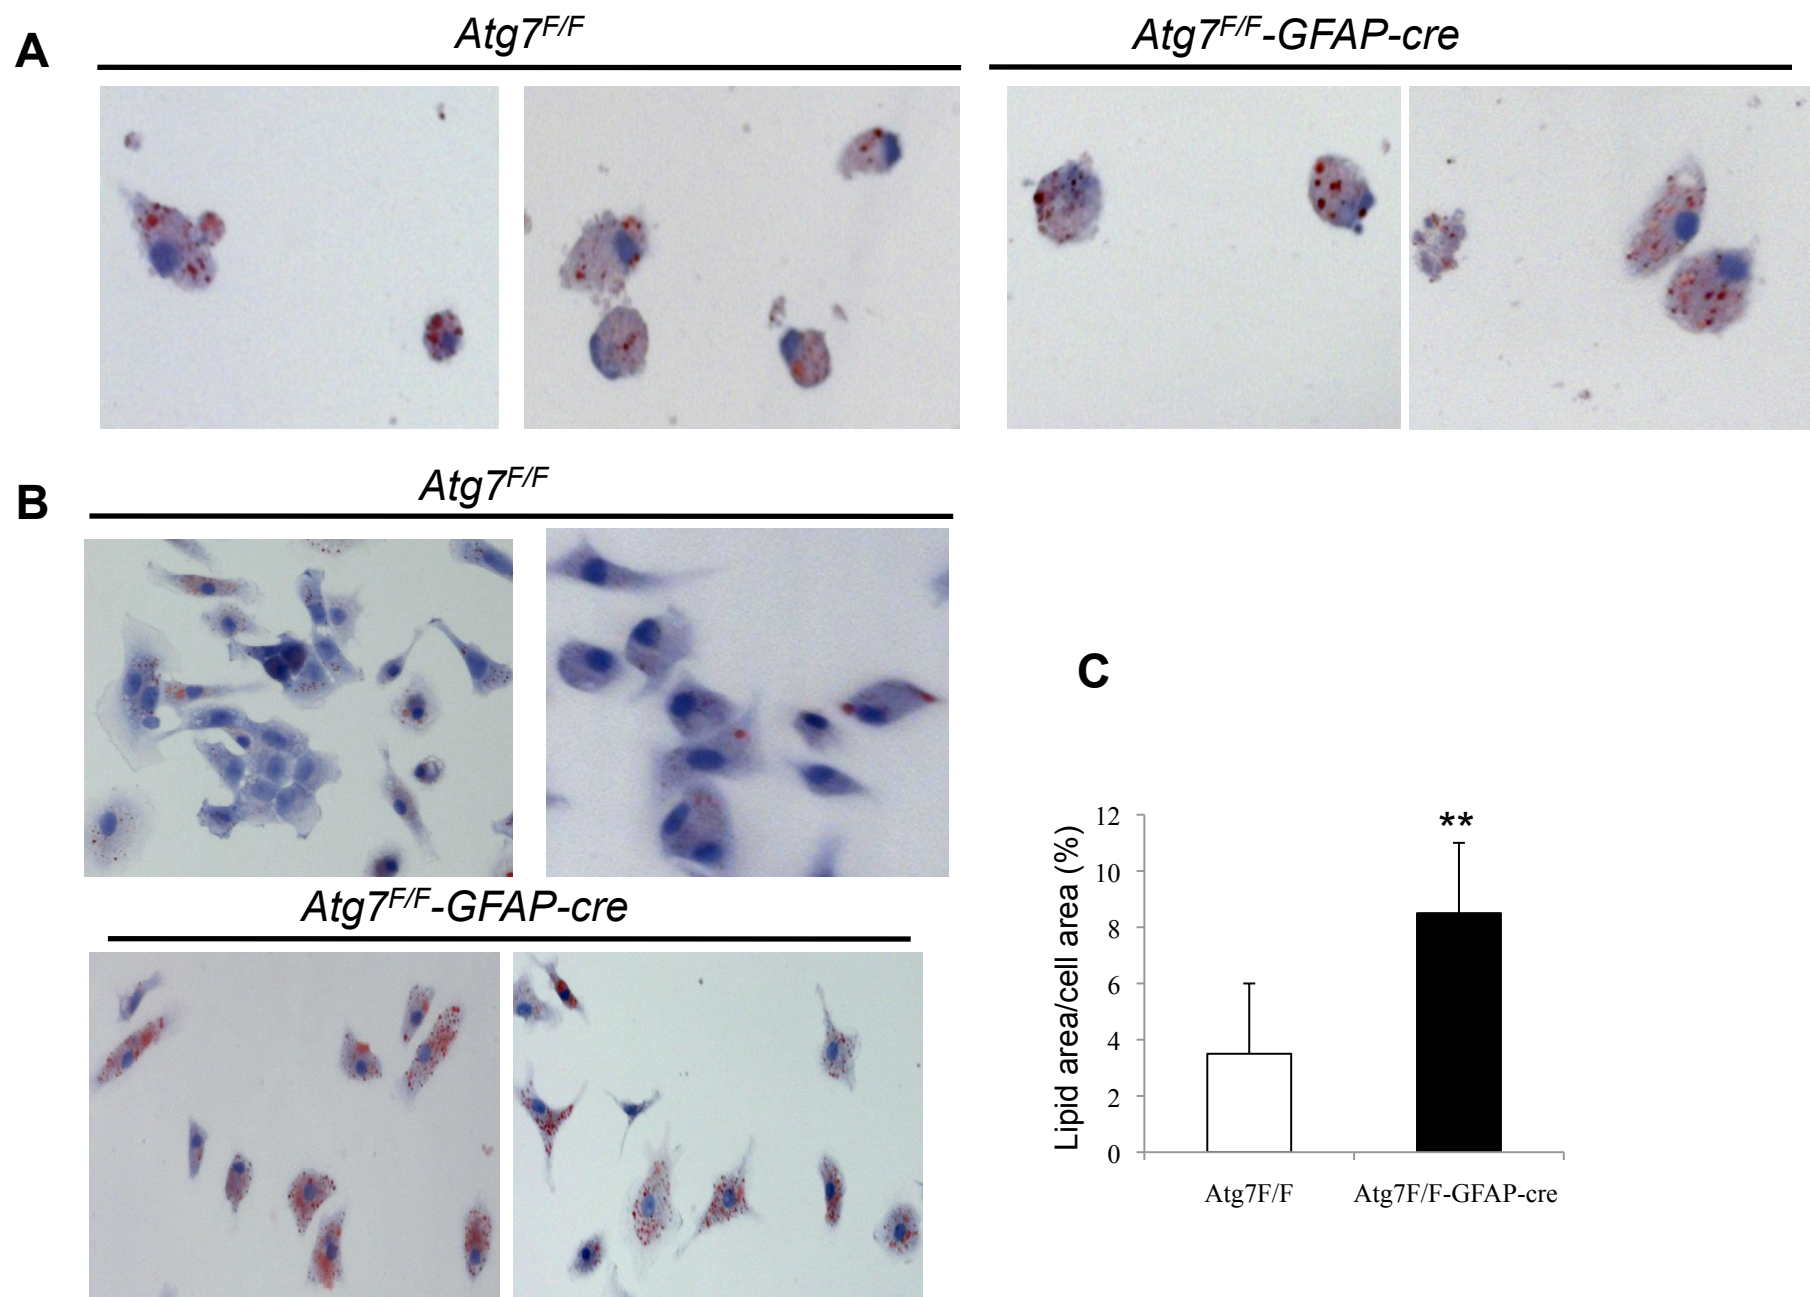 A
Atg7F/F
Atg7F/F-GFAP-cre
B
Atg7F/F
Atg7F/F-GFAP-cre
C
Lipid area/cell area (%)
12
10
8
6
4
2
0
**
Atg7F/F
Atg7F/F-GFAP-cre